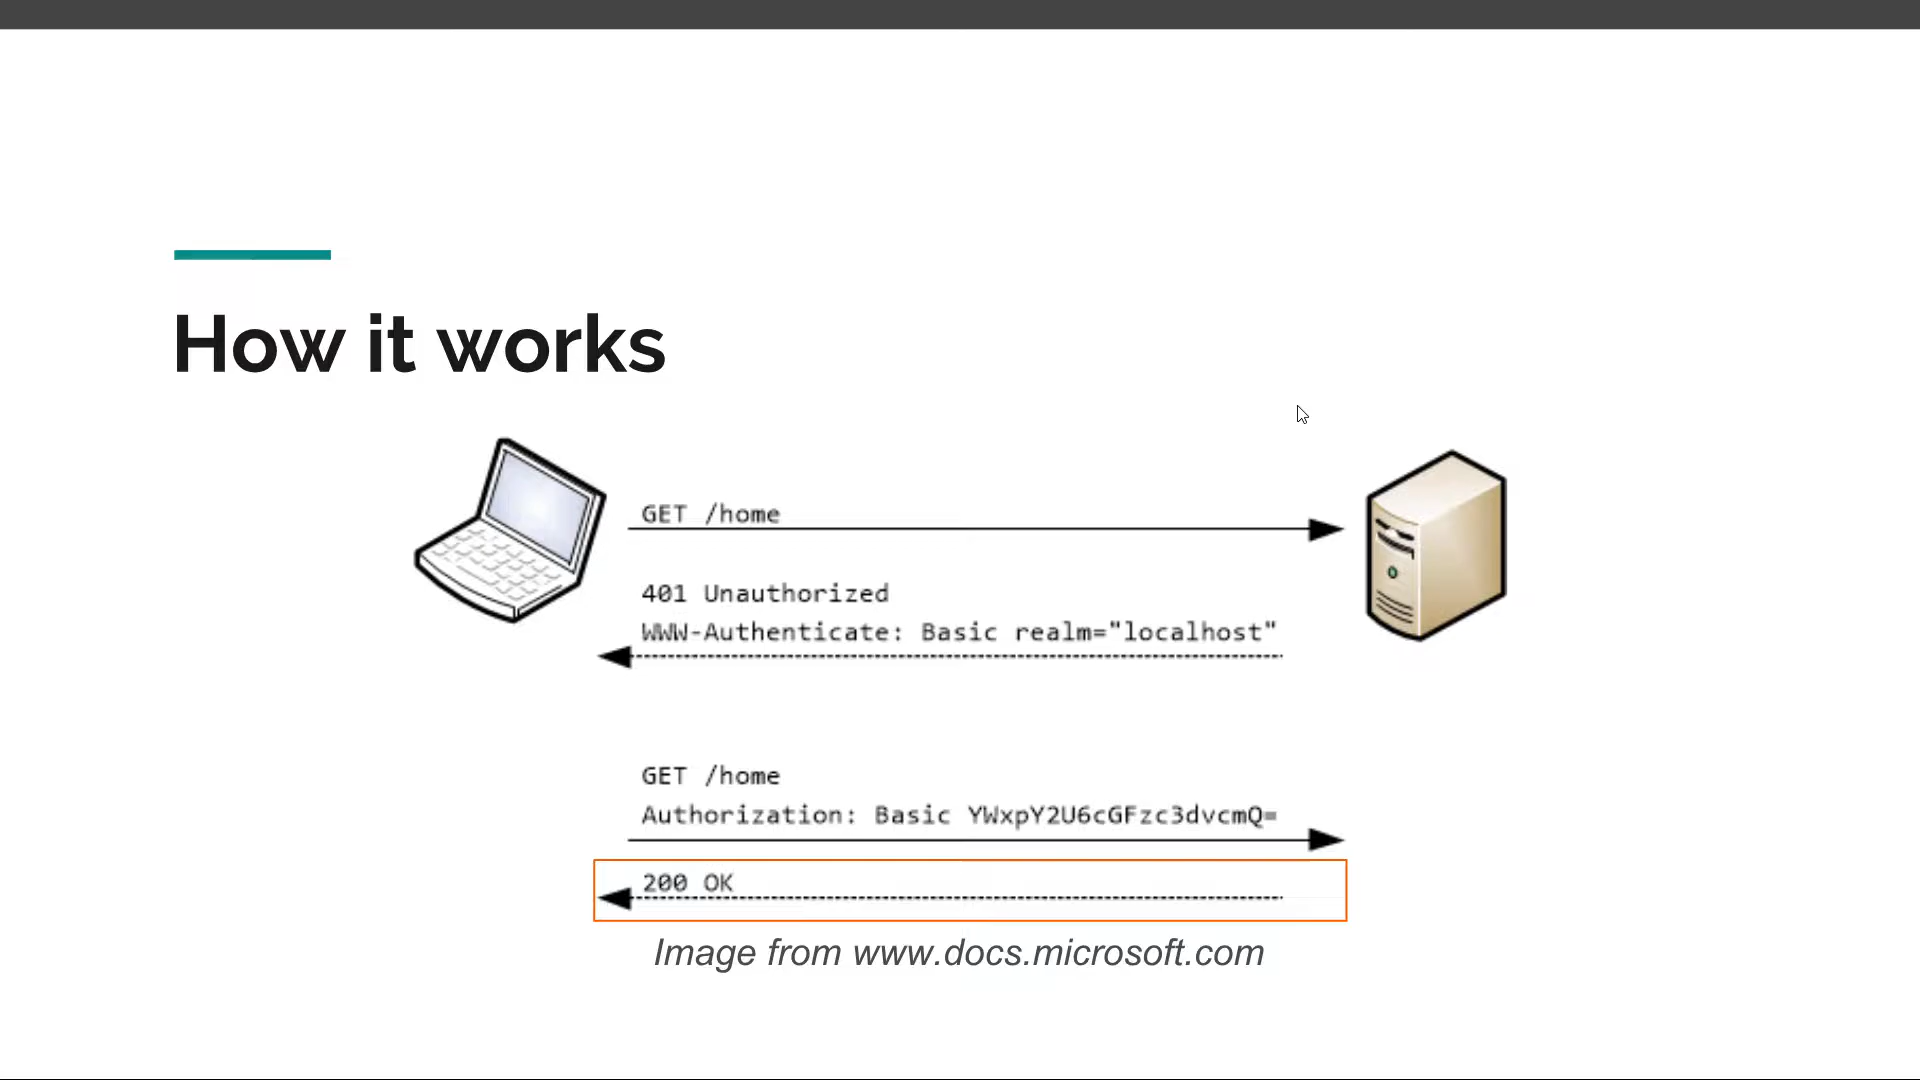 How it works
GET /home
401 Unauthorized
WWW-Authenticate: Basic realm="localhost"
GET /home
Authorization: Basic YWxpY2U6cGFzc3dvcmQ=
200 OK
Image from www.docs.microsoft.com